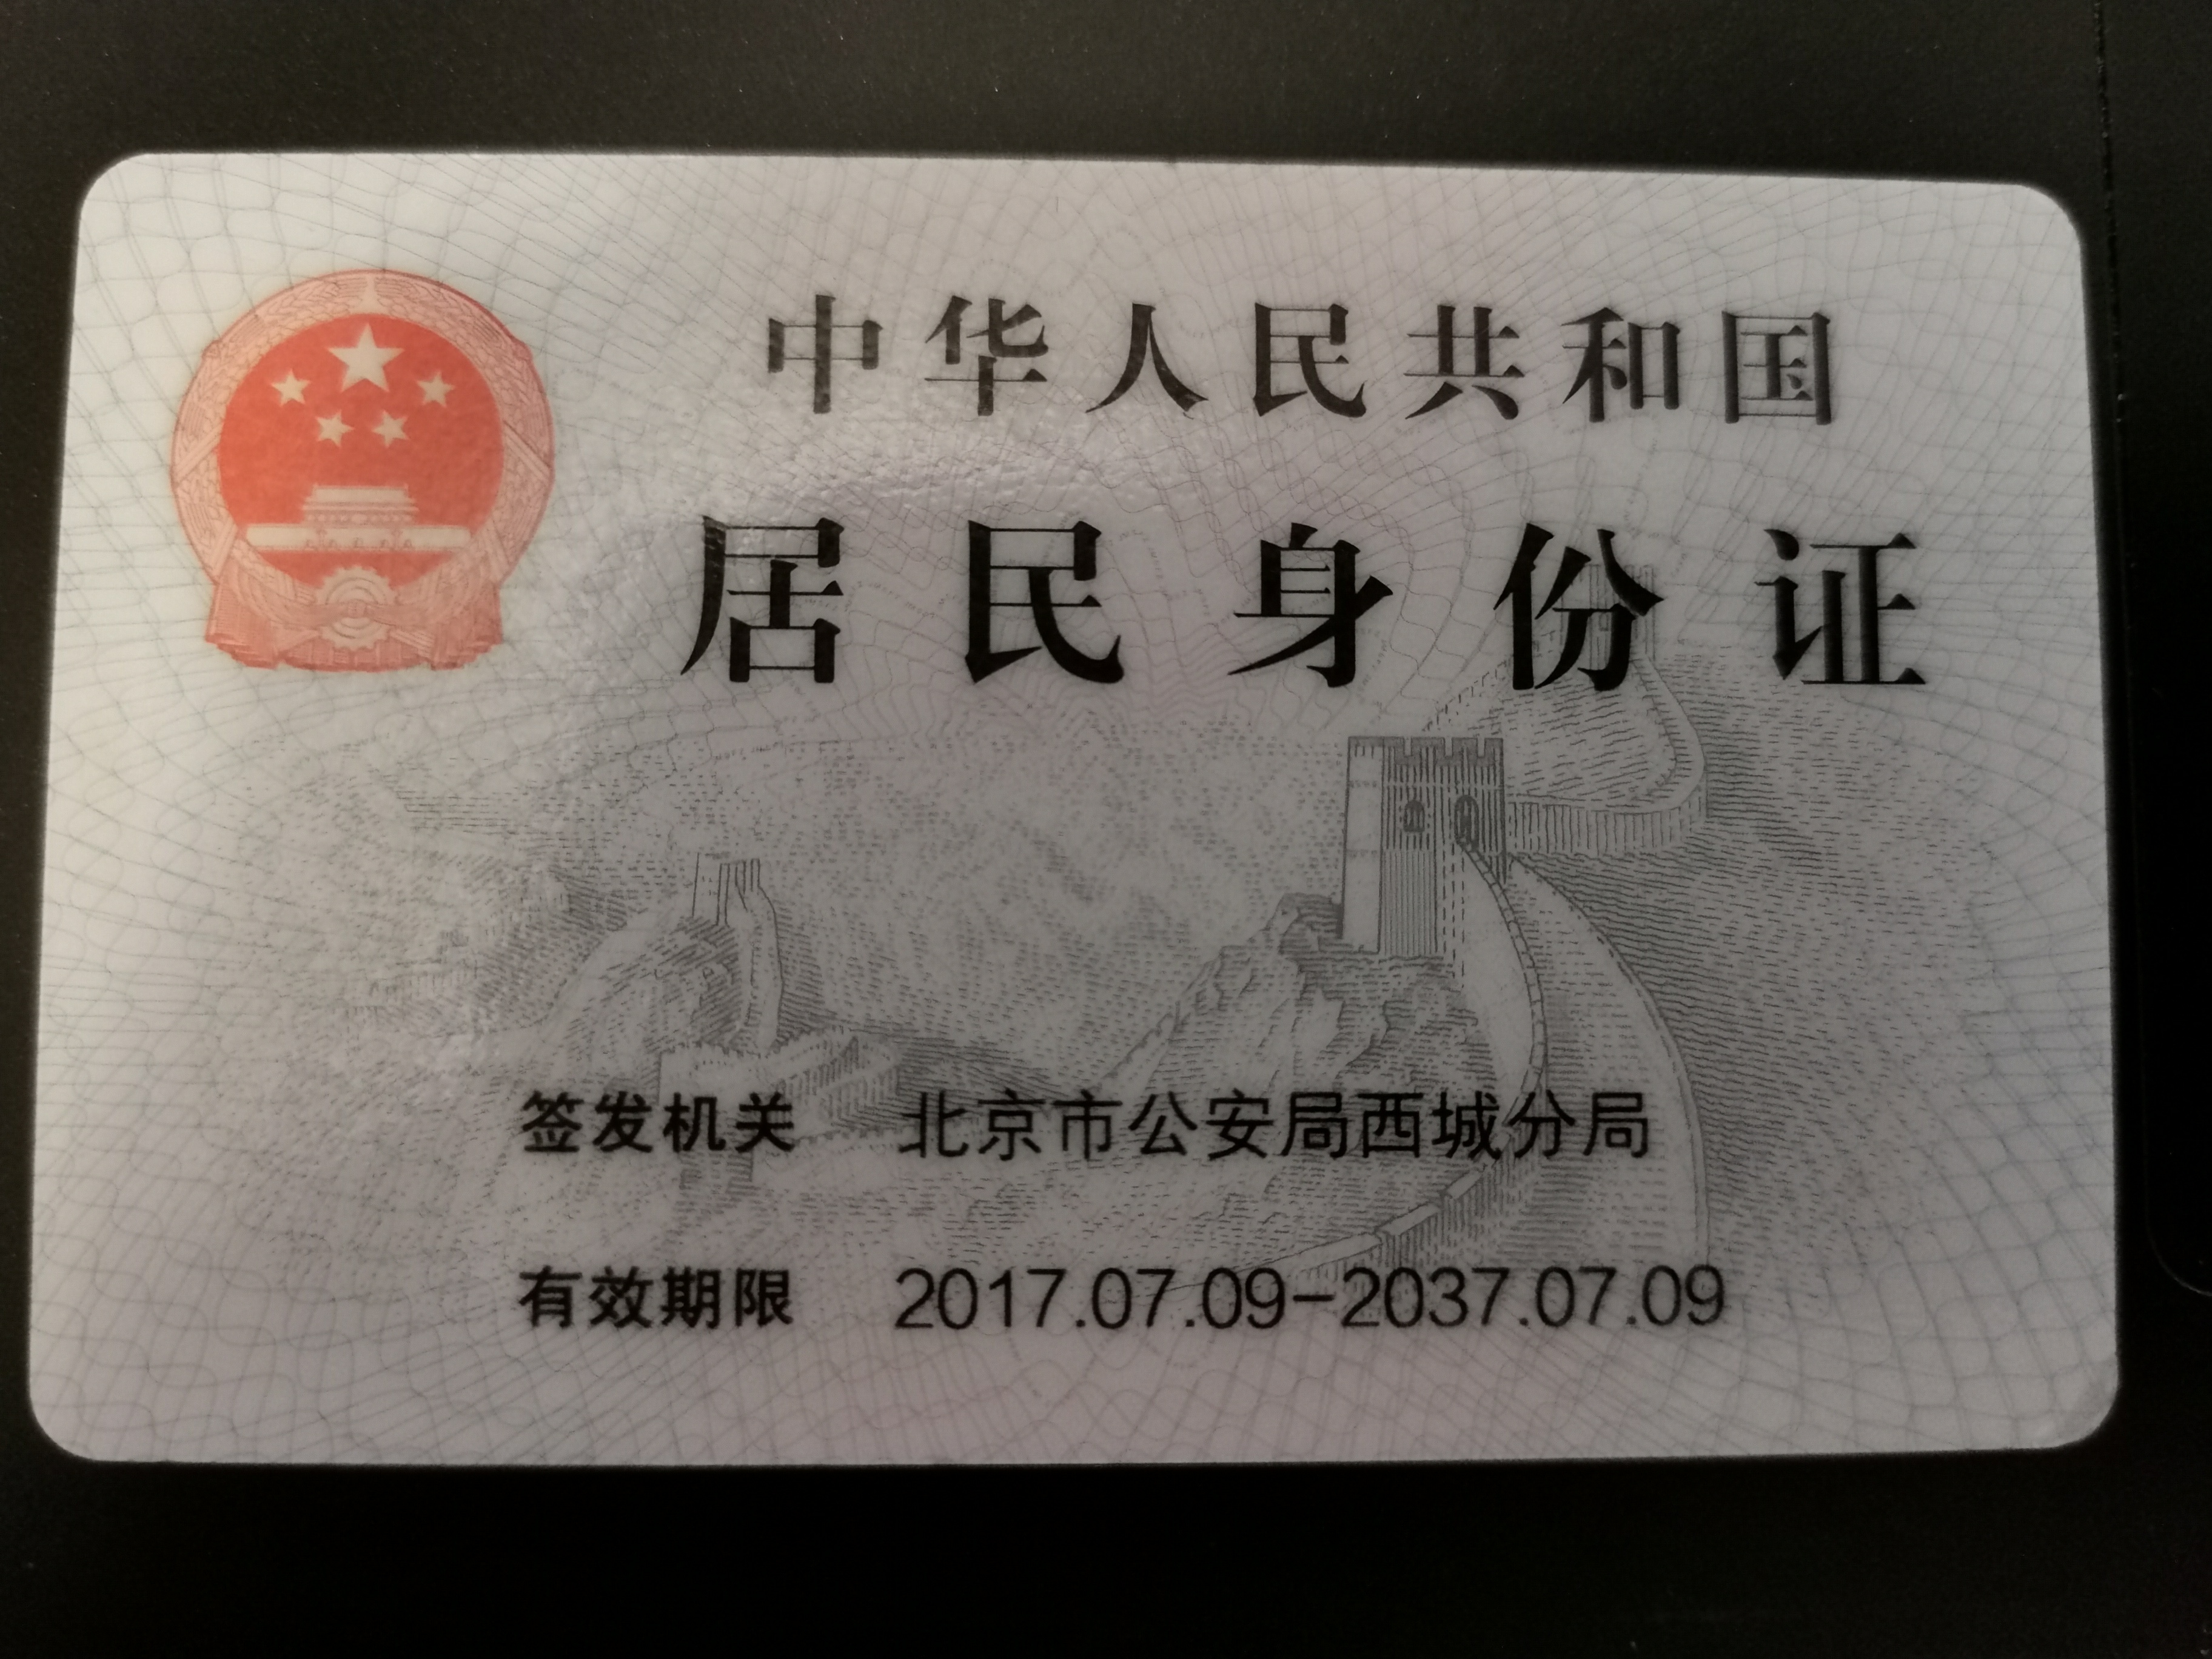 中华人民共和国
居民身份证
签发机关 北京市公安局西城分局
有效期限 2017.07.09-2037.07.09